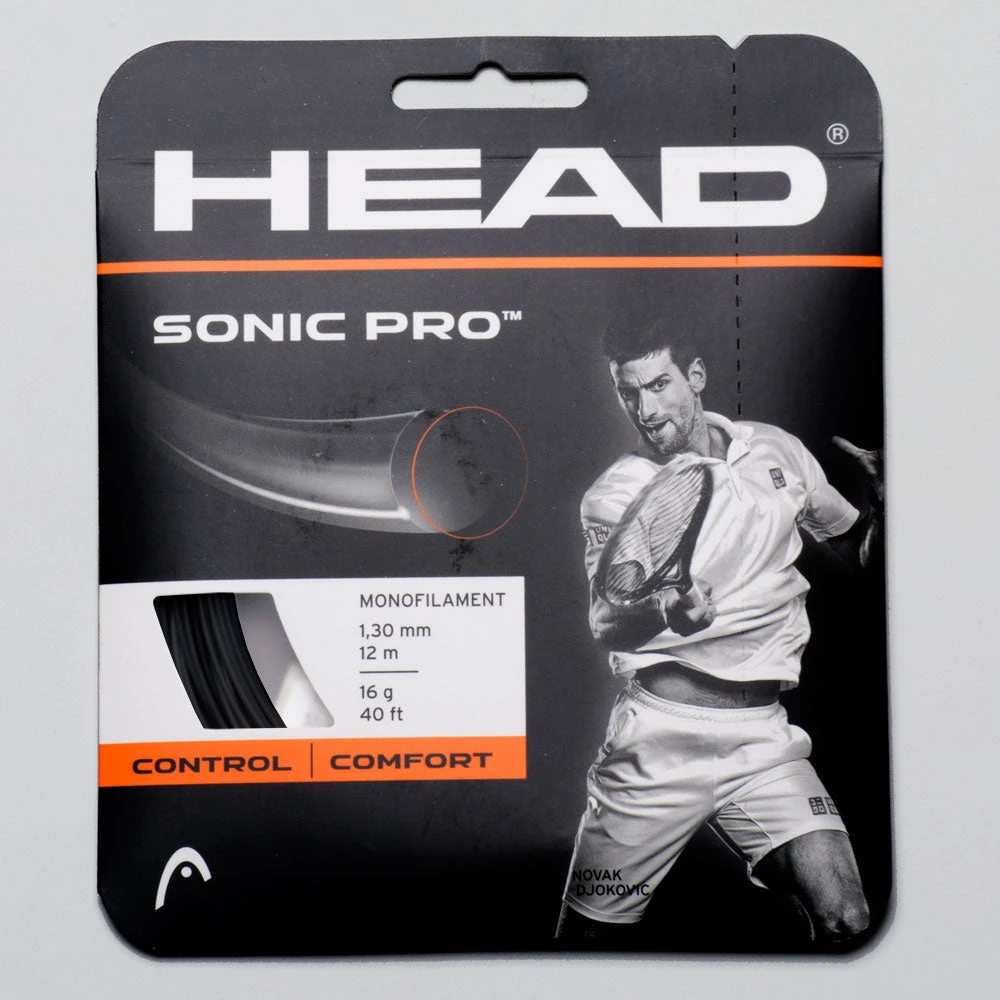 HEAD®
SONIC PRO™
MONOFILAMENT
1,30 mm
12 m
16 g
40 ft
CONTROL | COMFORT
NOVAK
DJOKOVIC